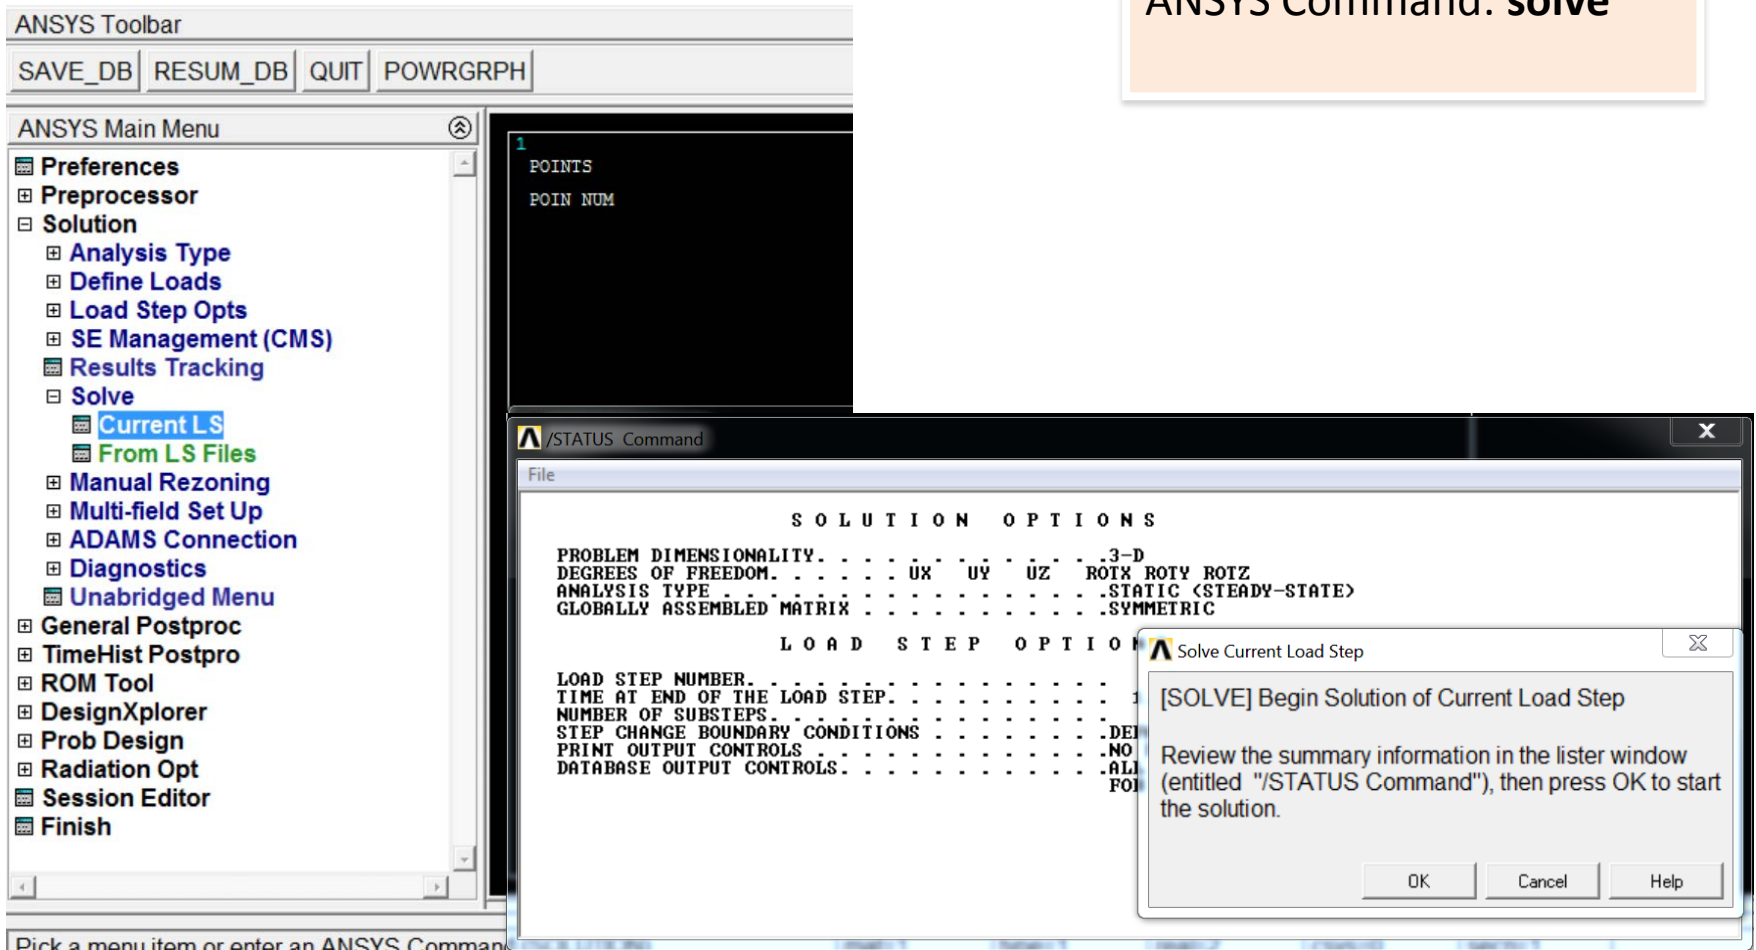 ANSYS Command: solve
ANSYS Toolbar
SAVE_DB RESUM_DB QUIT POWRGRPH
ANSYS Main Menu
Preferences
Preprocessor
Solution
Analysis Type
Define Loads
Load Step Opts
SE Management (CMS)
Results Tracking
Solve
Current LS
From LS Files
Manual Rezoning
Multi-field Set Up
ADAMS Connection
Diagnostics
Unabridged Menu
General Postproc
TimeHist Postpro
ROM Tool
DesignXplorer
Prob Design
Radiation Opt
Session Editor
Finish
Pick a menu item or enter an ANSYS Comman
1
POINTS
POIN NUM
/STATUS Command
X
File
S O L U T I O N   O P T I O N S
PROBLEM DIMENSIONALITY. . . . . . . . . . . . .3-D
DEGREES OF FREEDOM. . . . . . UX UY UZ ROTX ROTY ROTZ
ANALYSIS TYPE . . . . . . . . . . . . . . . . .STATIC (STEADY-STATE)
GLOBALLY ASSEMBLED MATRIX . . . . . . . . . . .SYMMETRIC
L O A D   S T E P   O P T I O N
LOAD STEP NUMBER. . . . . . . . . . . . . . . .
TIME AT END OF THE LOAD STEP. . . . . . . . . . 1
NUMBER OF SUBSTEPS. . . . . . . . . . . . . . .
STEP CHANGE BOUNDARY CONDITIONS . . . . . . . .DE
PRINT OUTPUT CONTROLS . . . . . . . . . . . . .NO
DATABASE OUTPUT CONTROLS. . . . . . . . . . . .ALL
FO
Solve Current Load Step
[SOLVE] Begin Solution of Current Load Step
Review the summary information in the lister window
(entitled "/STATUS Command"), then press OK to start
the solution.
OK Cancel Help